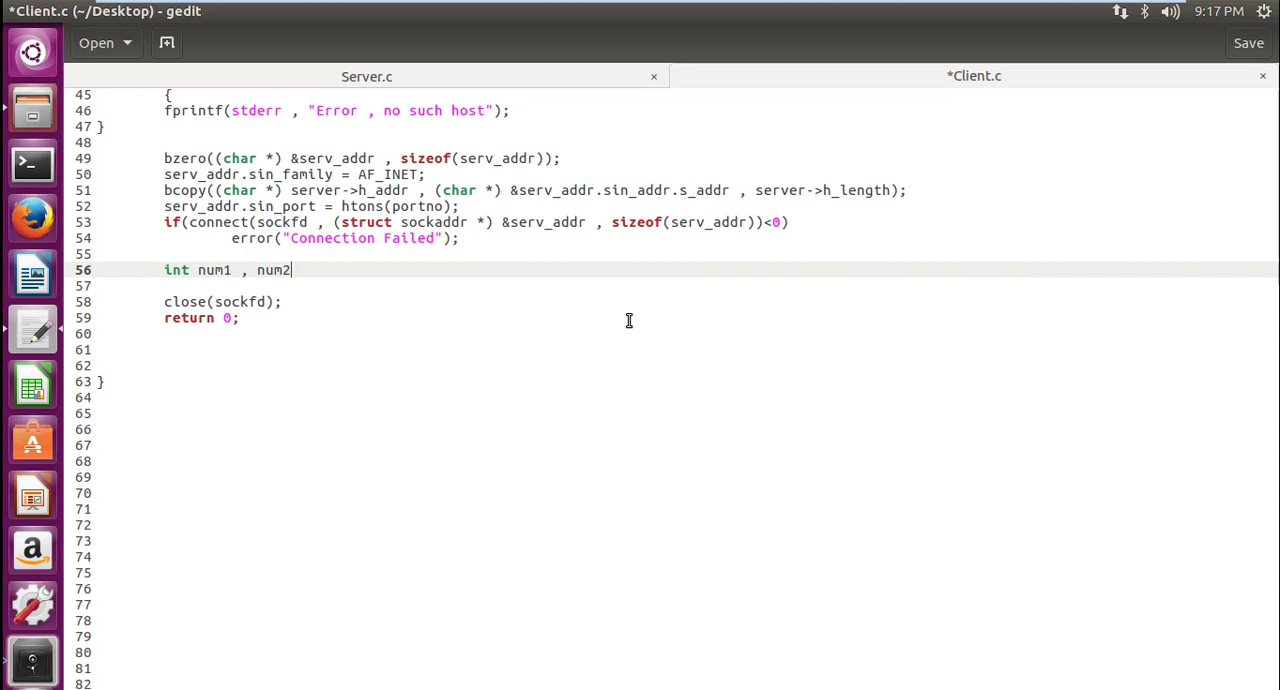 *Client.c (~/Desktop) - gedit
9:17 PM
Open
Save
Server.c ×
*Client.c ×
45 {
46 fprintf(stderr , "Error , no such host");
47 }
48
49 bzero((char *) &serv_addr , sizeof(serv_addr));
50 serv_addr.sin_family = AF_INET;
51 bcopy((char *) server->h_addr , (char *) &serv_addr.sin_addr.s_addr , server->h_length);
52 serv_addr.sin_port = htons(portno);
53 if(connect(sockfd , (struct sockaddr *) &serv_addr , sizeof(serv_addr))<0)
54 error("Connection Failed");
55
56 int num1 , num2
57
58 close(sockfd);
59 return 0;
60
61
62
63 }
64
65
66
67
68
69
70
71
72
73
74
75
76
77
78
79
80
81
82